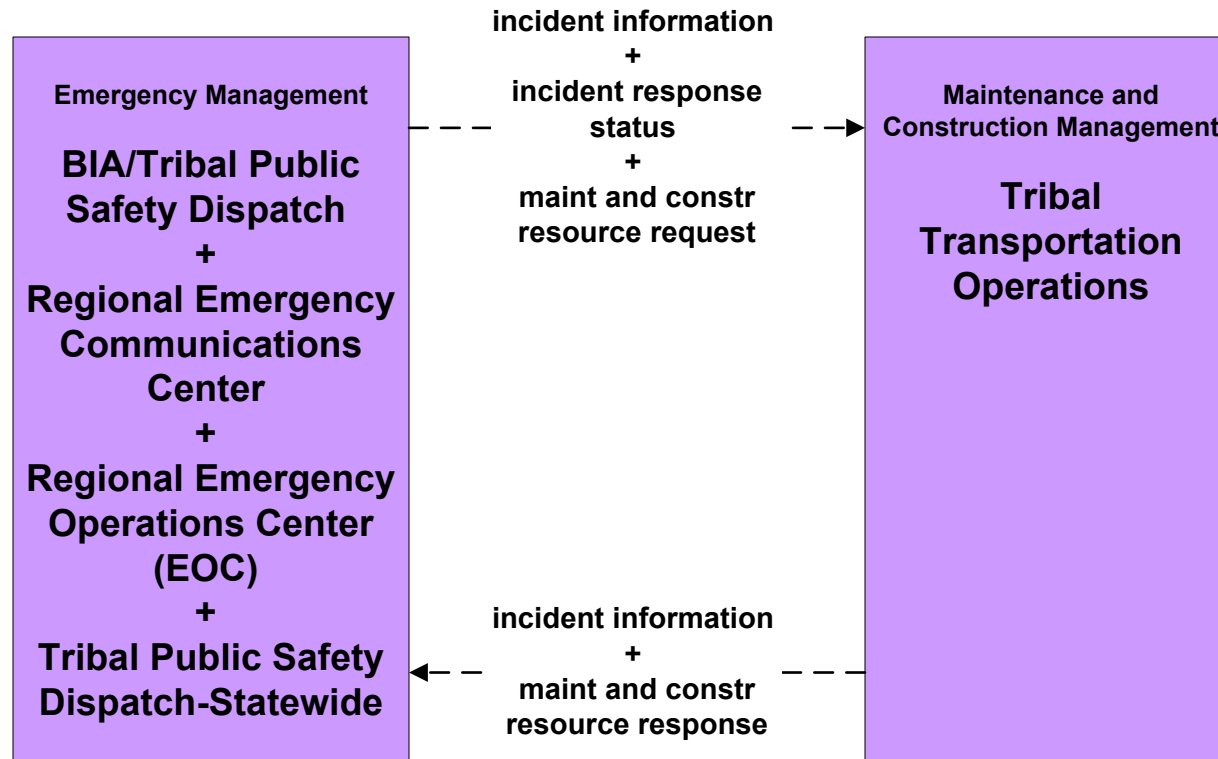 Emergency Management
BIA/Tribal Public
Safety Dispatch
+
Regional Emergency
Communications
Center
+
Regional Emergency
Operations Center
(EOC)
+
Tribal Public Safety
Dispatch-Statewide
incident information
+
incident response
status
+
maint and constr
resource request
incident information
+
maint and constr
resource response
Maintenance and
Construction Management
Tribal
Transportation
Operations